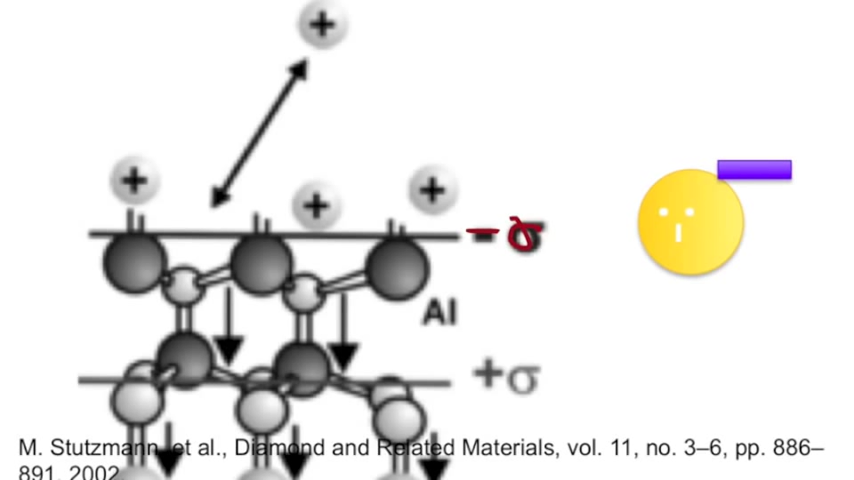 +
+
+
+
- σ
Al
+σ
M. Stutzmann, et al., Diamond and Related Materials, vol. 11, no. 3–6, pp. 886–
891, 2002